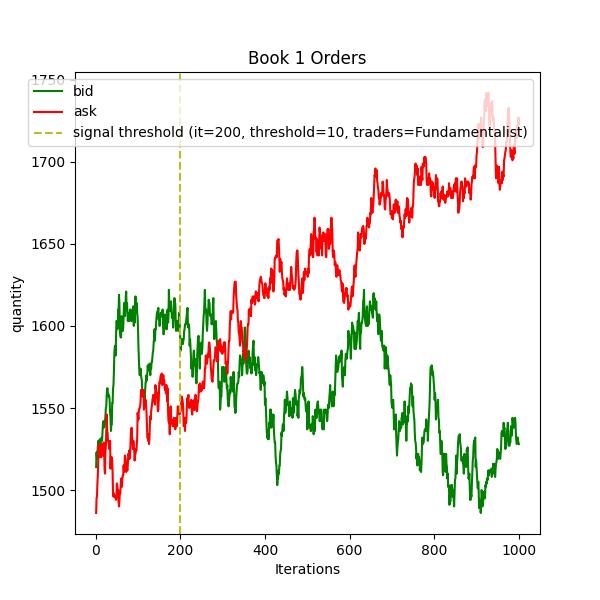 Book 1 Orders
1750
bid
ask
signal threshold (it=200, threshold=10, traders=Fundamentalist)
1700
1650
quantity
1600
1550
1500
0 200 400 600 800 1000
Iterations